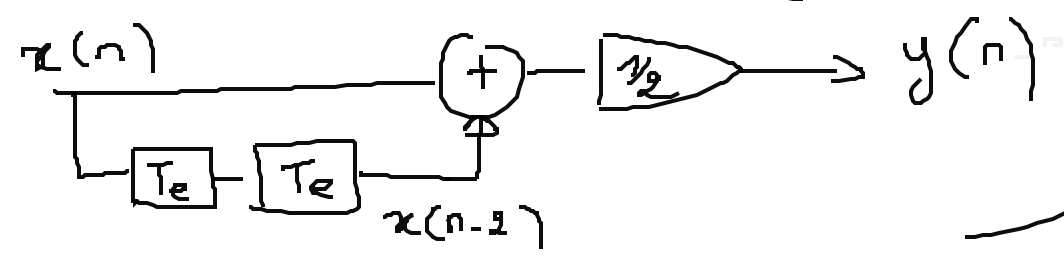 x(n)
+
1/2
y(n)
Te
Te
x(n-2)